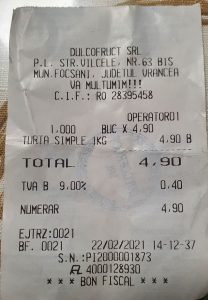 DULCOFRUCT SRL
P.L. STR.VILCELE, NR.63 BIS
MUN.FOCSANI, JUDETUL VRANCEA
VA MULTUMIM!!!
C.I.F.: RO 28395458
OPERATOR01
1,000 BUC X 4,90
TURTA SIMPLE 1KG 4,90 B
TOTAL 4,90
TVA B 9,00% 0,40
NUMERAR 4,90
EJTRZ:0021
BF. 0021 22/02/2021 14-12-37
S.N.:PI2000001873
4000128930
* * * BON FISCAL * * *